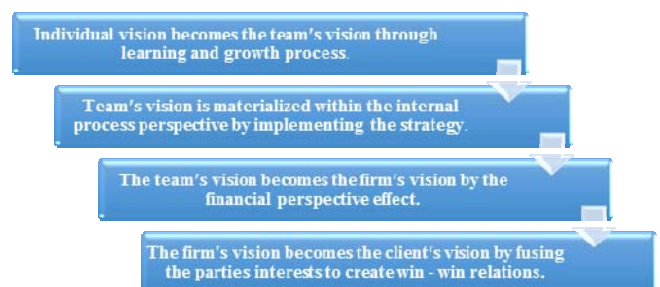 Individual vision becomes the team's vision through
learning and growth process.
Team's vision is materialized within the internal
process perspective by implementing the strategy.
The team's vision becomes the firm's vision by the
financial perspective effect.
The firm's vision becomes the client's vision by fusing
the parties interests to create win - win relations.